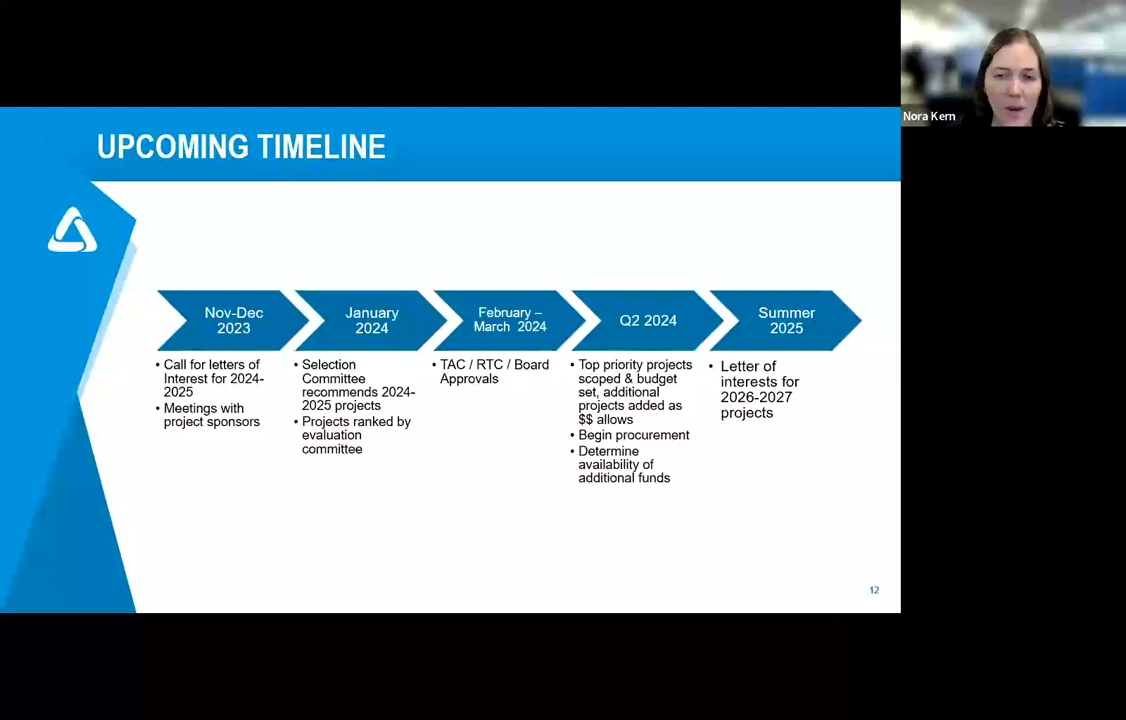 Nora Kern
UPCOMING TIMELINE
Nov-Dec
2023
• Call for letters of
Interest for 2024-
2025
• Meetings with
project sponsors
January
2024
• Selection
Committee
recommends 2024-
2025 projects
• Projects ranked by
evaluation
committee
February –
March 2024
• TAC / RTC / Board
Approvals
Q2 2024
• Top priority projects
scoped & budget
set, additional
projects added as
$$ allows
• Begin procurement
• Determine
availability of
additional funds
Summer
2025
• Letter of
interests for
2026-2027
projects
12